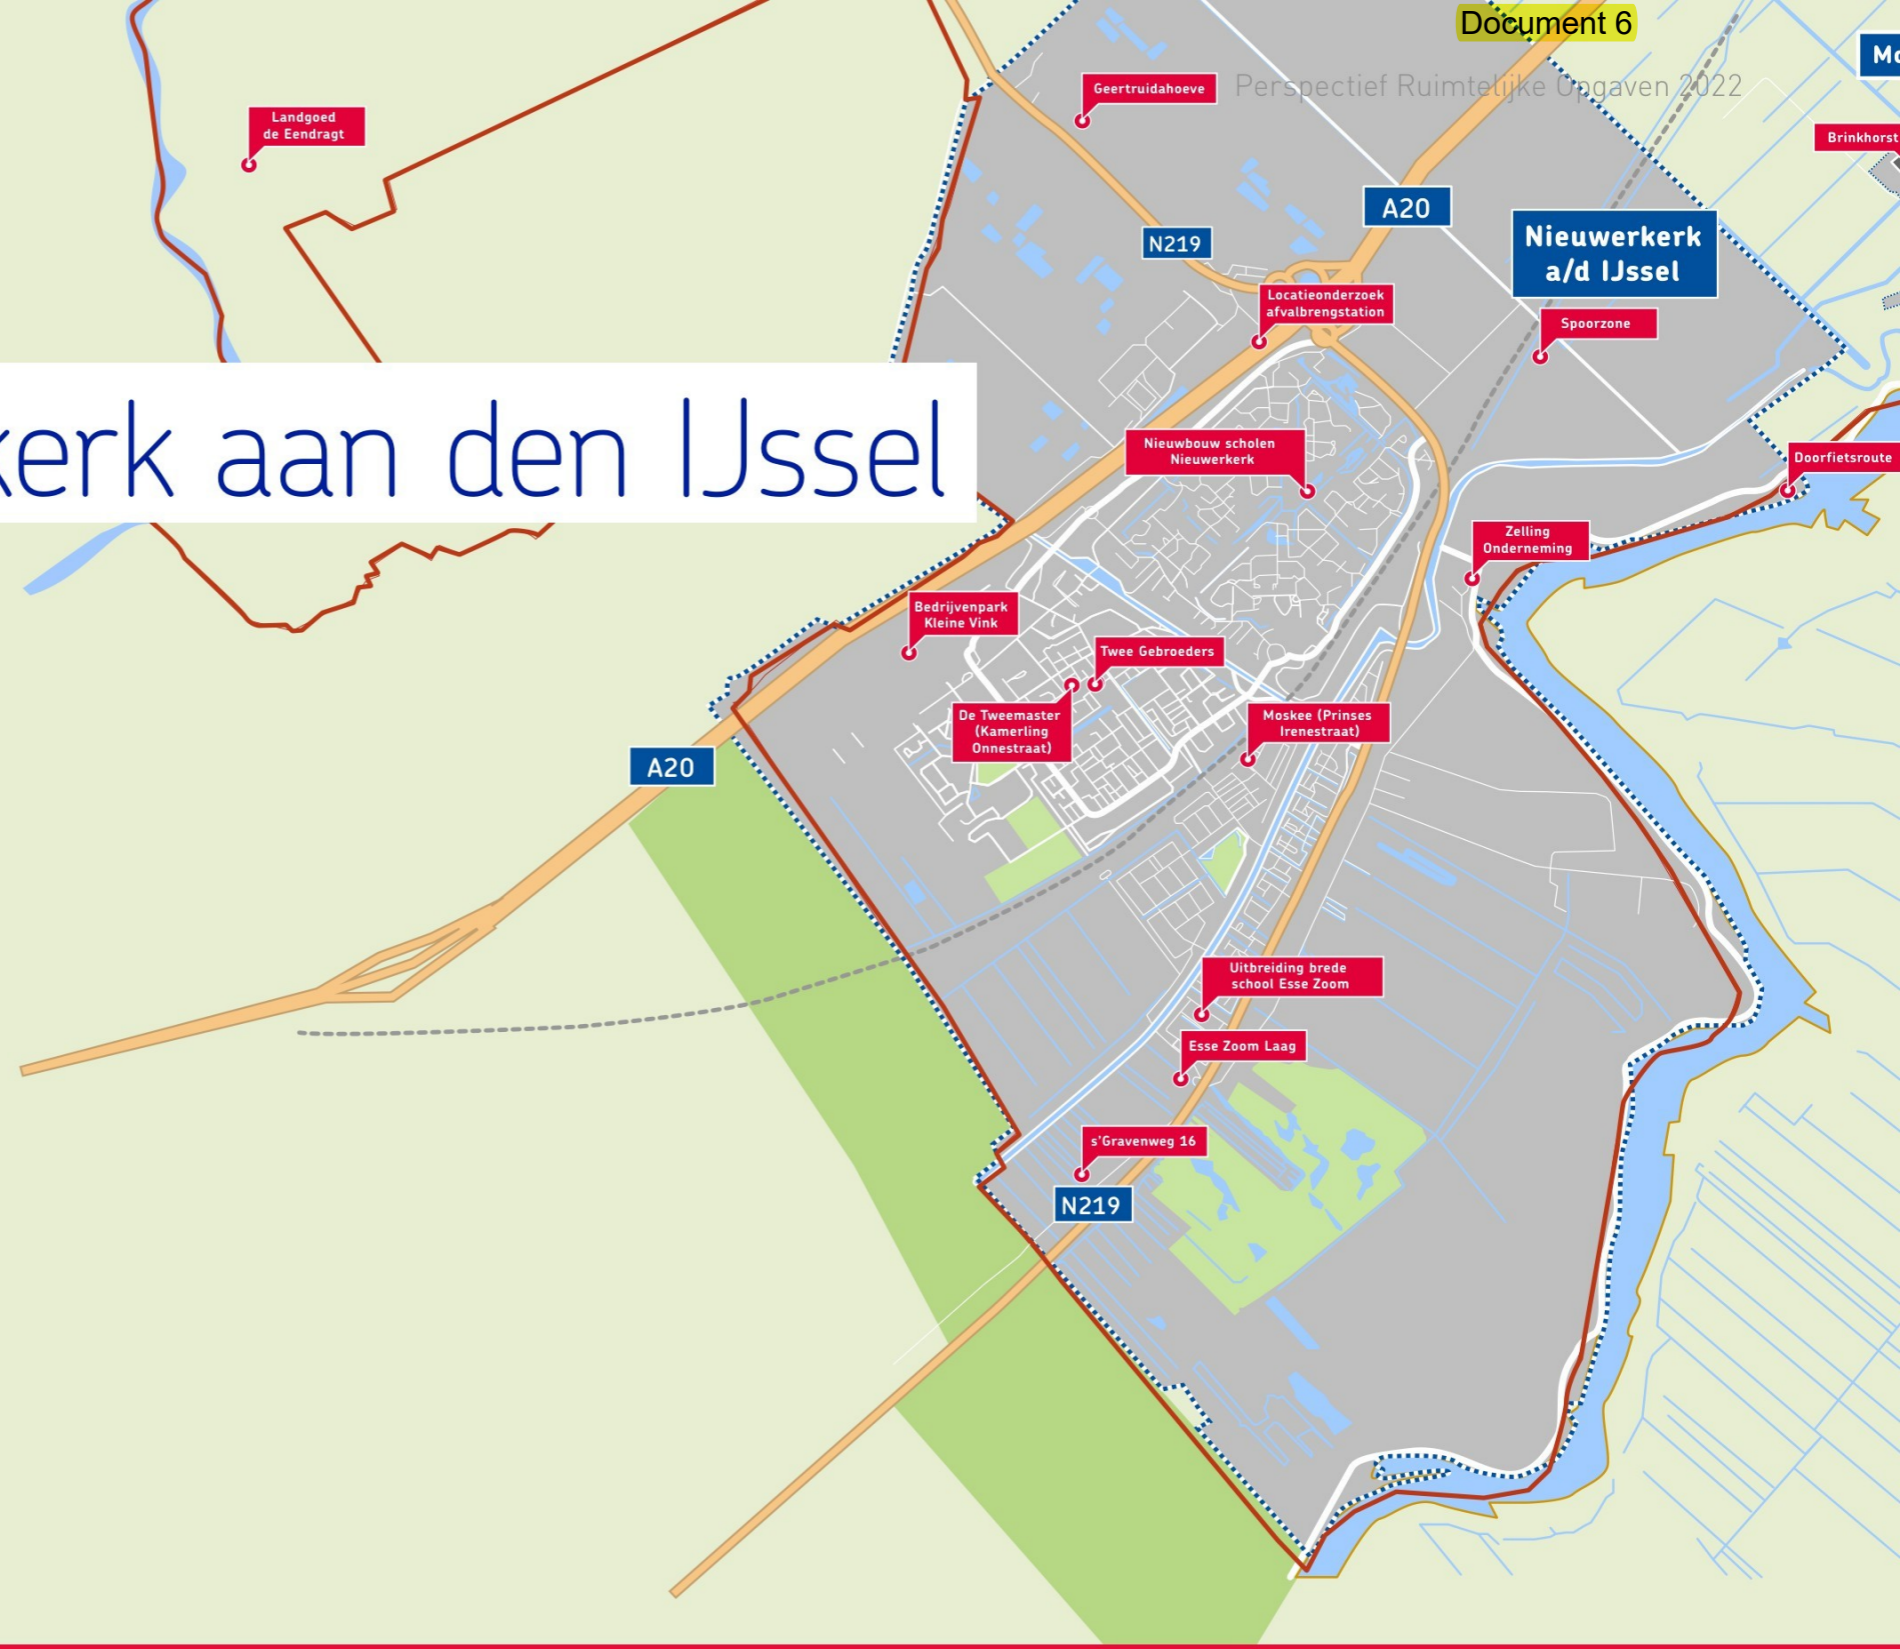 Document 6
Mo
Geertruidahoeve
Perspectief Ruimtelijke Opgaven 2022
Landgoed
de Eendragt
Brinkhorst
A20
N219
Nieuwerkerk
a/d IJssel
Locatieonderzoek
afvalbrengstation
Spoorzone
kerk aan den IJssel
Nieuwbouw scholen
Nieuwerkerk
Doorfietsroute
Zelling
Onderneming
Bedrijvenpark
Kleine Vink
Twee Gebroeders
De Tweemaster
(Kamerling
Onnestraat)
Moskee (Prinses
Irenestraat)
A20
Uitbreiding brede
school Esse Zoom
Esse Zoom Laag
s'Gravenweg 16
N219